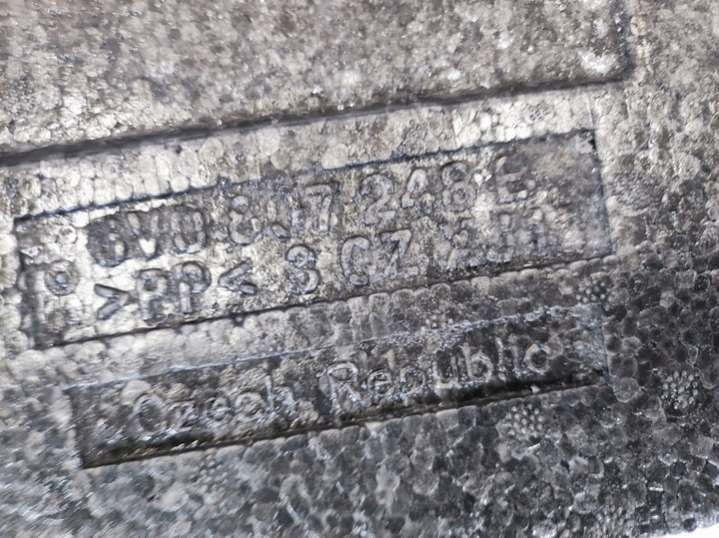 6V0 807 248 E
>PP<
Czech Republic